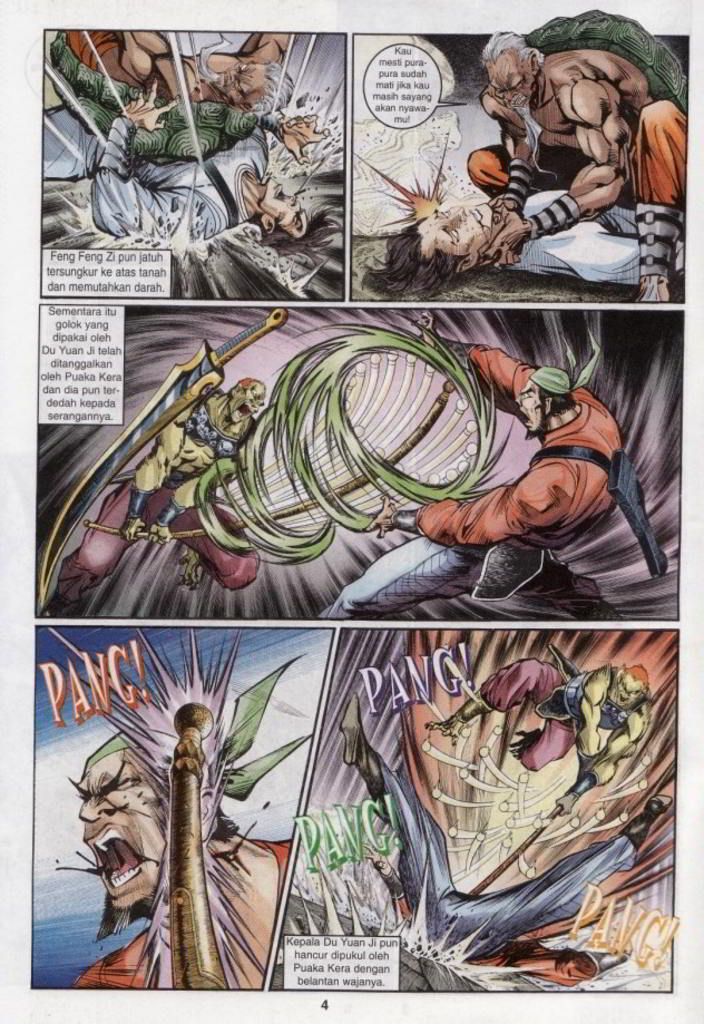 Feng Feng Zi pun jatuh
tersungkur ke atas tanah
dan memutahkan darah.
Kau
mesti pura-
pura sudah
mati jika kau
masih sayang
akan nyawa-
mu!
Sementara itu
golok yang
dipakai oleh
Du Yuan Ji telah
ditanggalkan
oleh Puaka Kera
dan dia pun ter-
dedah kepada
serangannya.
PANG!
PANG!
PANG!
PANG!
Kepala Du Yuan Ji pun
hancur dipukul oleh
Puaka Kera dengan
belantan wajanya.
4